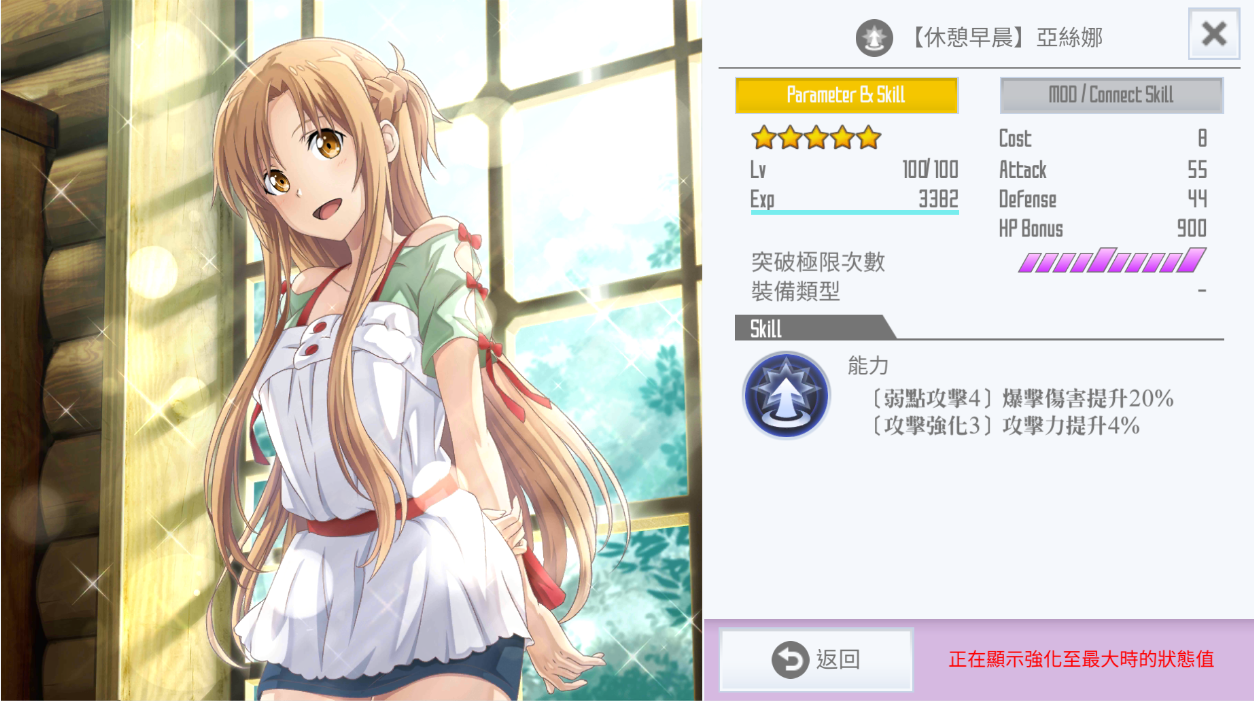 【休憩早晨】亞絲娜
Parameter & Skill
MOD / Connect Skill
Lv 100/100
Exp 3382
Cost 8
Attack 55
Defense 44
HP Bonus 900
突破極限次數
裝備類型 -
Skill
能力
〔弱點攻擊4〕爆擊傷害提升20%
〔攻擊強化3〕攻擊力提升4%
返回
正在顯示強化至最大時的狀態值